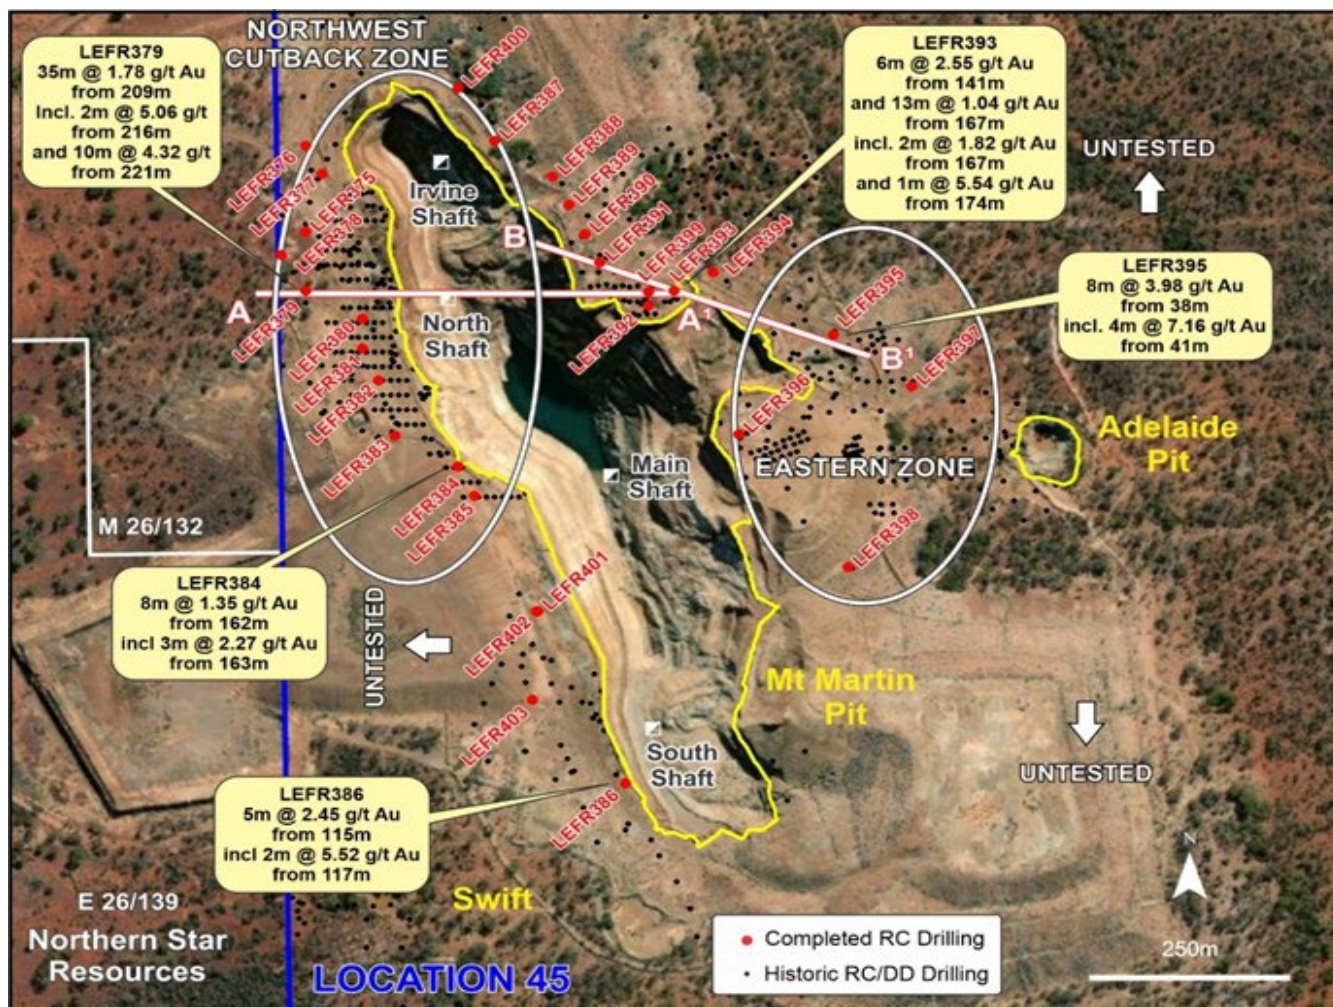 NORTHWEST
CUTBACK ZONE
LEFR379
35m @ 1.78 g/t Au
from 209m
Incl. 2m @ 5.06 g/t
from 216m
and 10m @ 4.32 g/t
from 221m
LEFR393
6m @ 2.55 g/t Au
from 141m
and 13m @ 1.04 g/t Au
from 167m
incl. 2m @ 1.82 g/t Au
from 167m
and 1m @ 5.54 g/t Au
from 174m
UNTESTED
LEFR400
LEFR387
LEFR388
LEFR389
LEFR390
LEFR391
LEFR399
LEFR393
LEFR394
LEFR376
LEFR377
LEFR375
LEFR378
Irvine
Shaft
B
A
North
Shaft
A¹
B¹
LEFR395
8m @ 3.98 g/t Au
from 38m
incl. 4m @ 7.16 g/t Au
from 41m
LEFR395
LEFR397
LEFR379
LEFR380
LEFR381
LEFR382
LEFR383
LEFR384
LEFR385
LEFR392
LEFR396
Main
Shaft
EASTERN ZONE
Adelaide
Pit
LEFR398
M 26/132
LEFR384
8m @ 1.35 g/t Au
from 162m
incl 3m @ 2.27 g/t Au
from 163m
UNTESTED
LEFR401
LEFR402
LEFR403
Mt Martin
Pit
South
Shaft
UNTESTED
LEFR386
5m @ 2.45 g/t Au
from 115m
incl 2m @ 5.52 g/t Au
from 117m
LEFR386
Swift
E 26/139
Northern Star
Resources
LOCATION 45
Completed RC Drilling
Historic RC/DD Drilling
N
250m